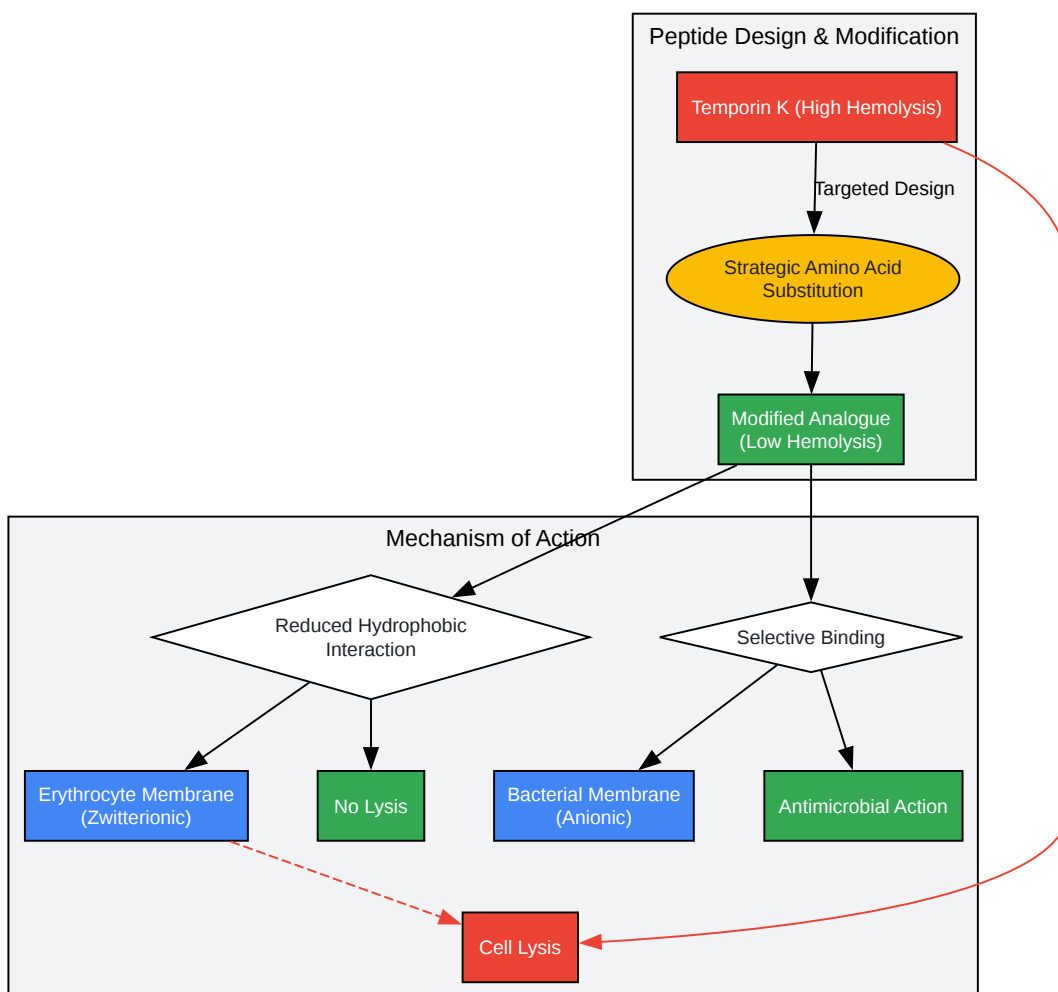 Peptide Design & Modification
Temporin K (High Hemolysis)
Targeted Design
Strategic Amino Acid
Substitution
Modified Analogue
(Low Hemolysis)
Mechanism of Action
Reduced Hydrophobic
Interaction
Selective Binding
Erythrocyte Membrane
(Zwitterionic)
No Lysis
Bacterial Membrane
(Anionic)
Antimicrobial Action
Cell Lysis